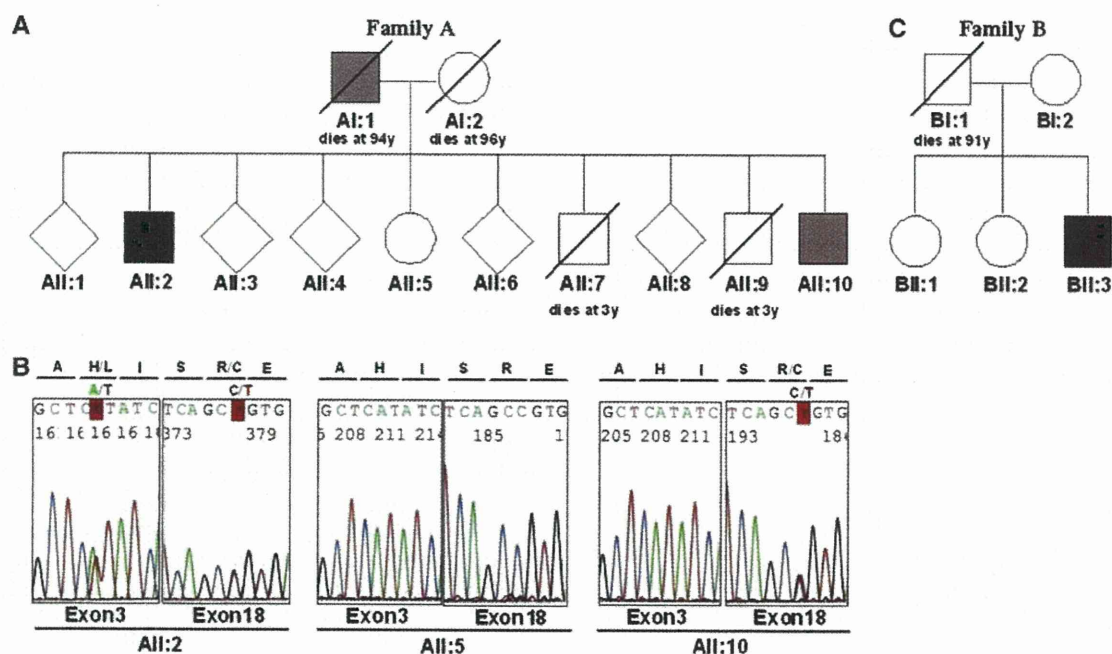 A
Family A
C
Family B
AI:1
dies at 94y
AI:2
dies at 96y
BI:1
dies at 91y
BI:2
AII:1
AII:2
AII:3
AII:4
AII:5
AII:6
AII:7
dies at 3y
AII:8
AII:9
dies at 3y
AII:10
BII:1
BII:2
BII:3
B
A H/L I S R/C E
A/T C/T
GCTC TATC TCAGC GTG
16 16 16 16 373 379
Exon3 Exon18
AII:2
A H I S R E
GCTCATATC TCAGCCGTG
208 211 185
Exon3 Exon18
AII:5
A H I S R/C E
C/T
GCTCATATC TCAGC GTG
205 208 211 193
Exon3 Exon18
AII:10